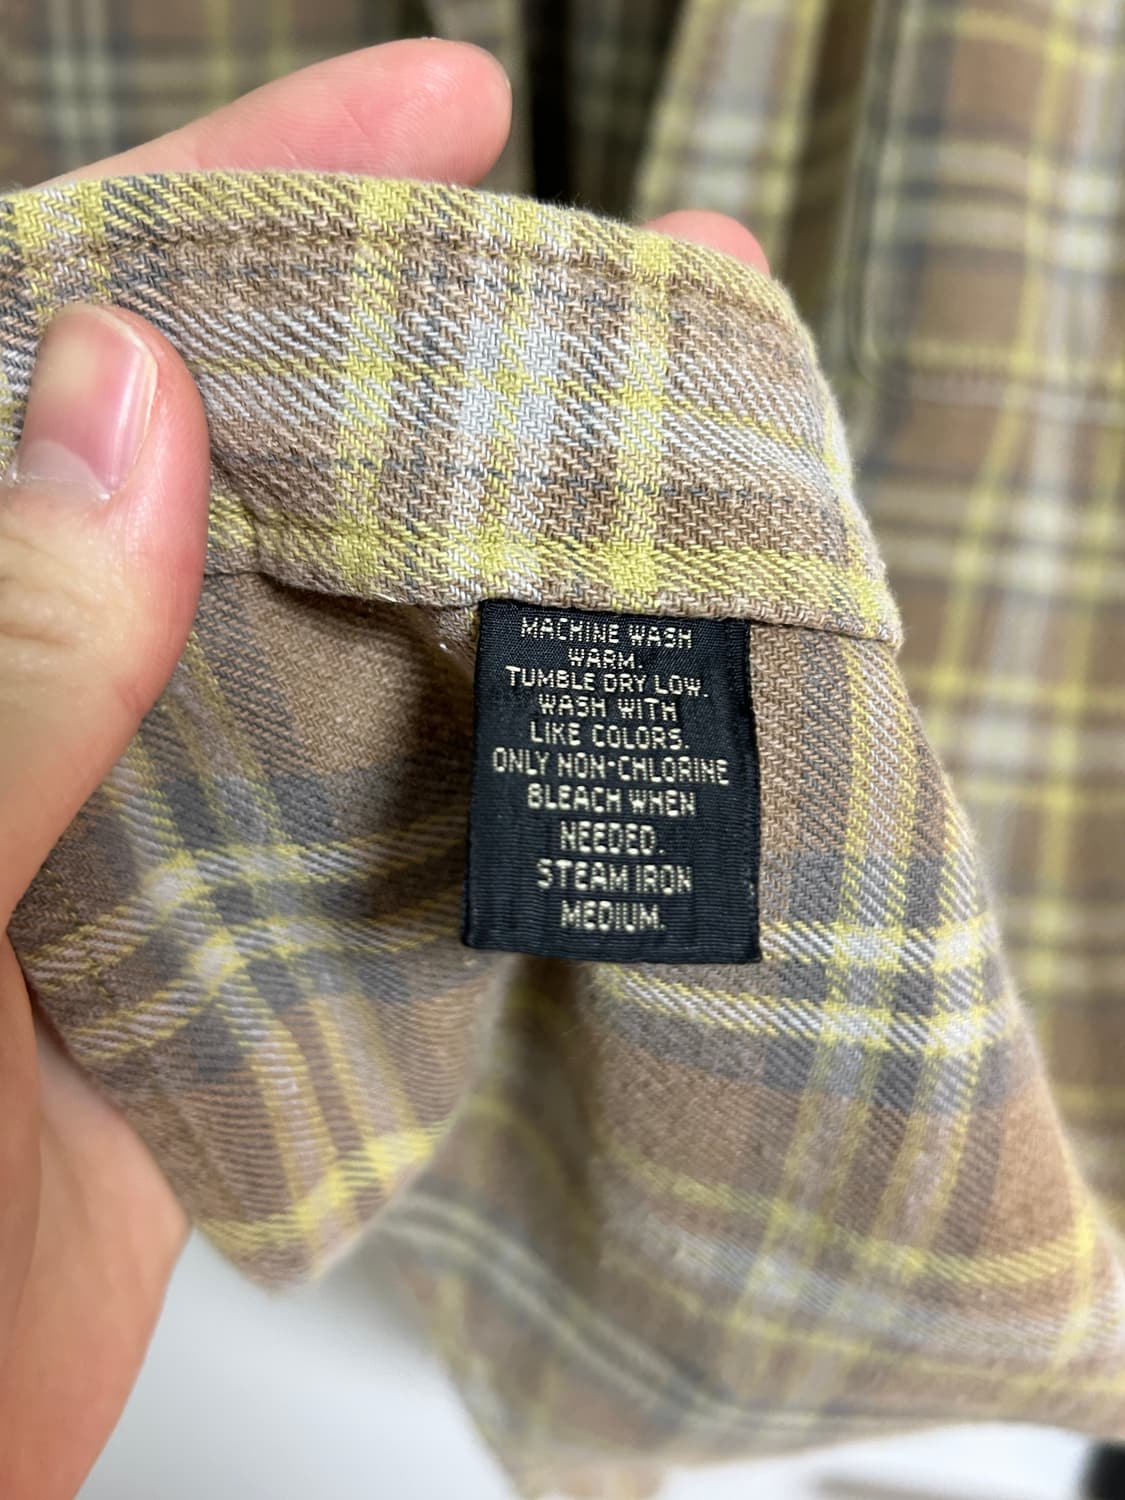 MACHINE WASH
WARM.
TUMBLE DRY LOW.
WASH WITH
LIKE COLORS.
ONLY NON-CHLORINE
BLEACH WHEN
NEEDED.
STEAM IRON
MEDIUM.